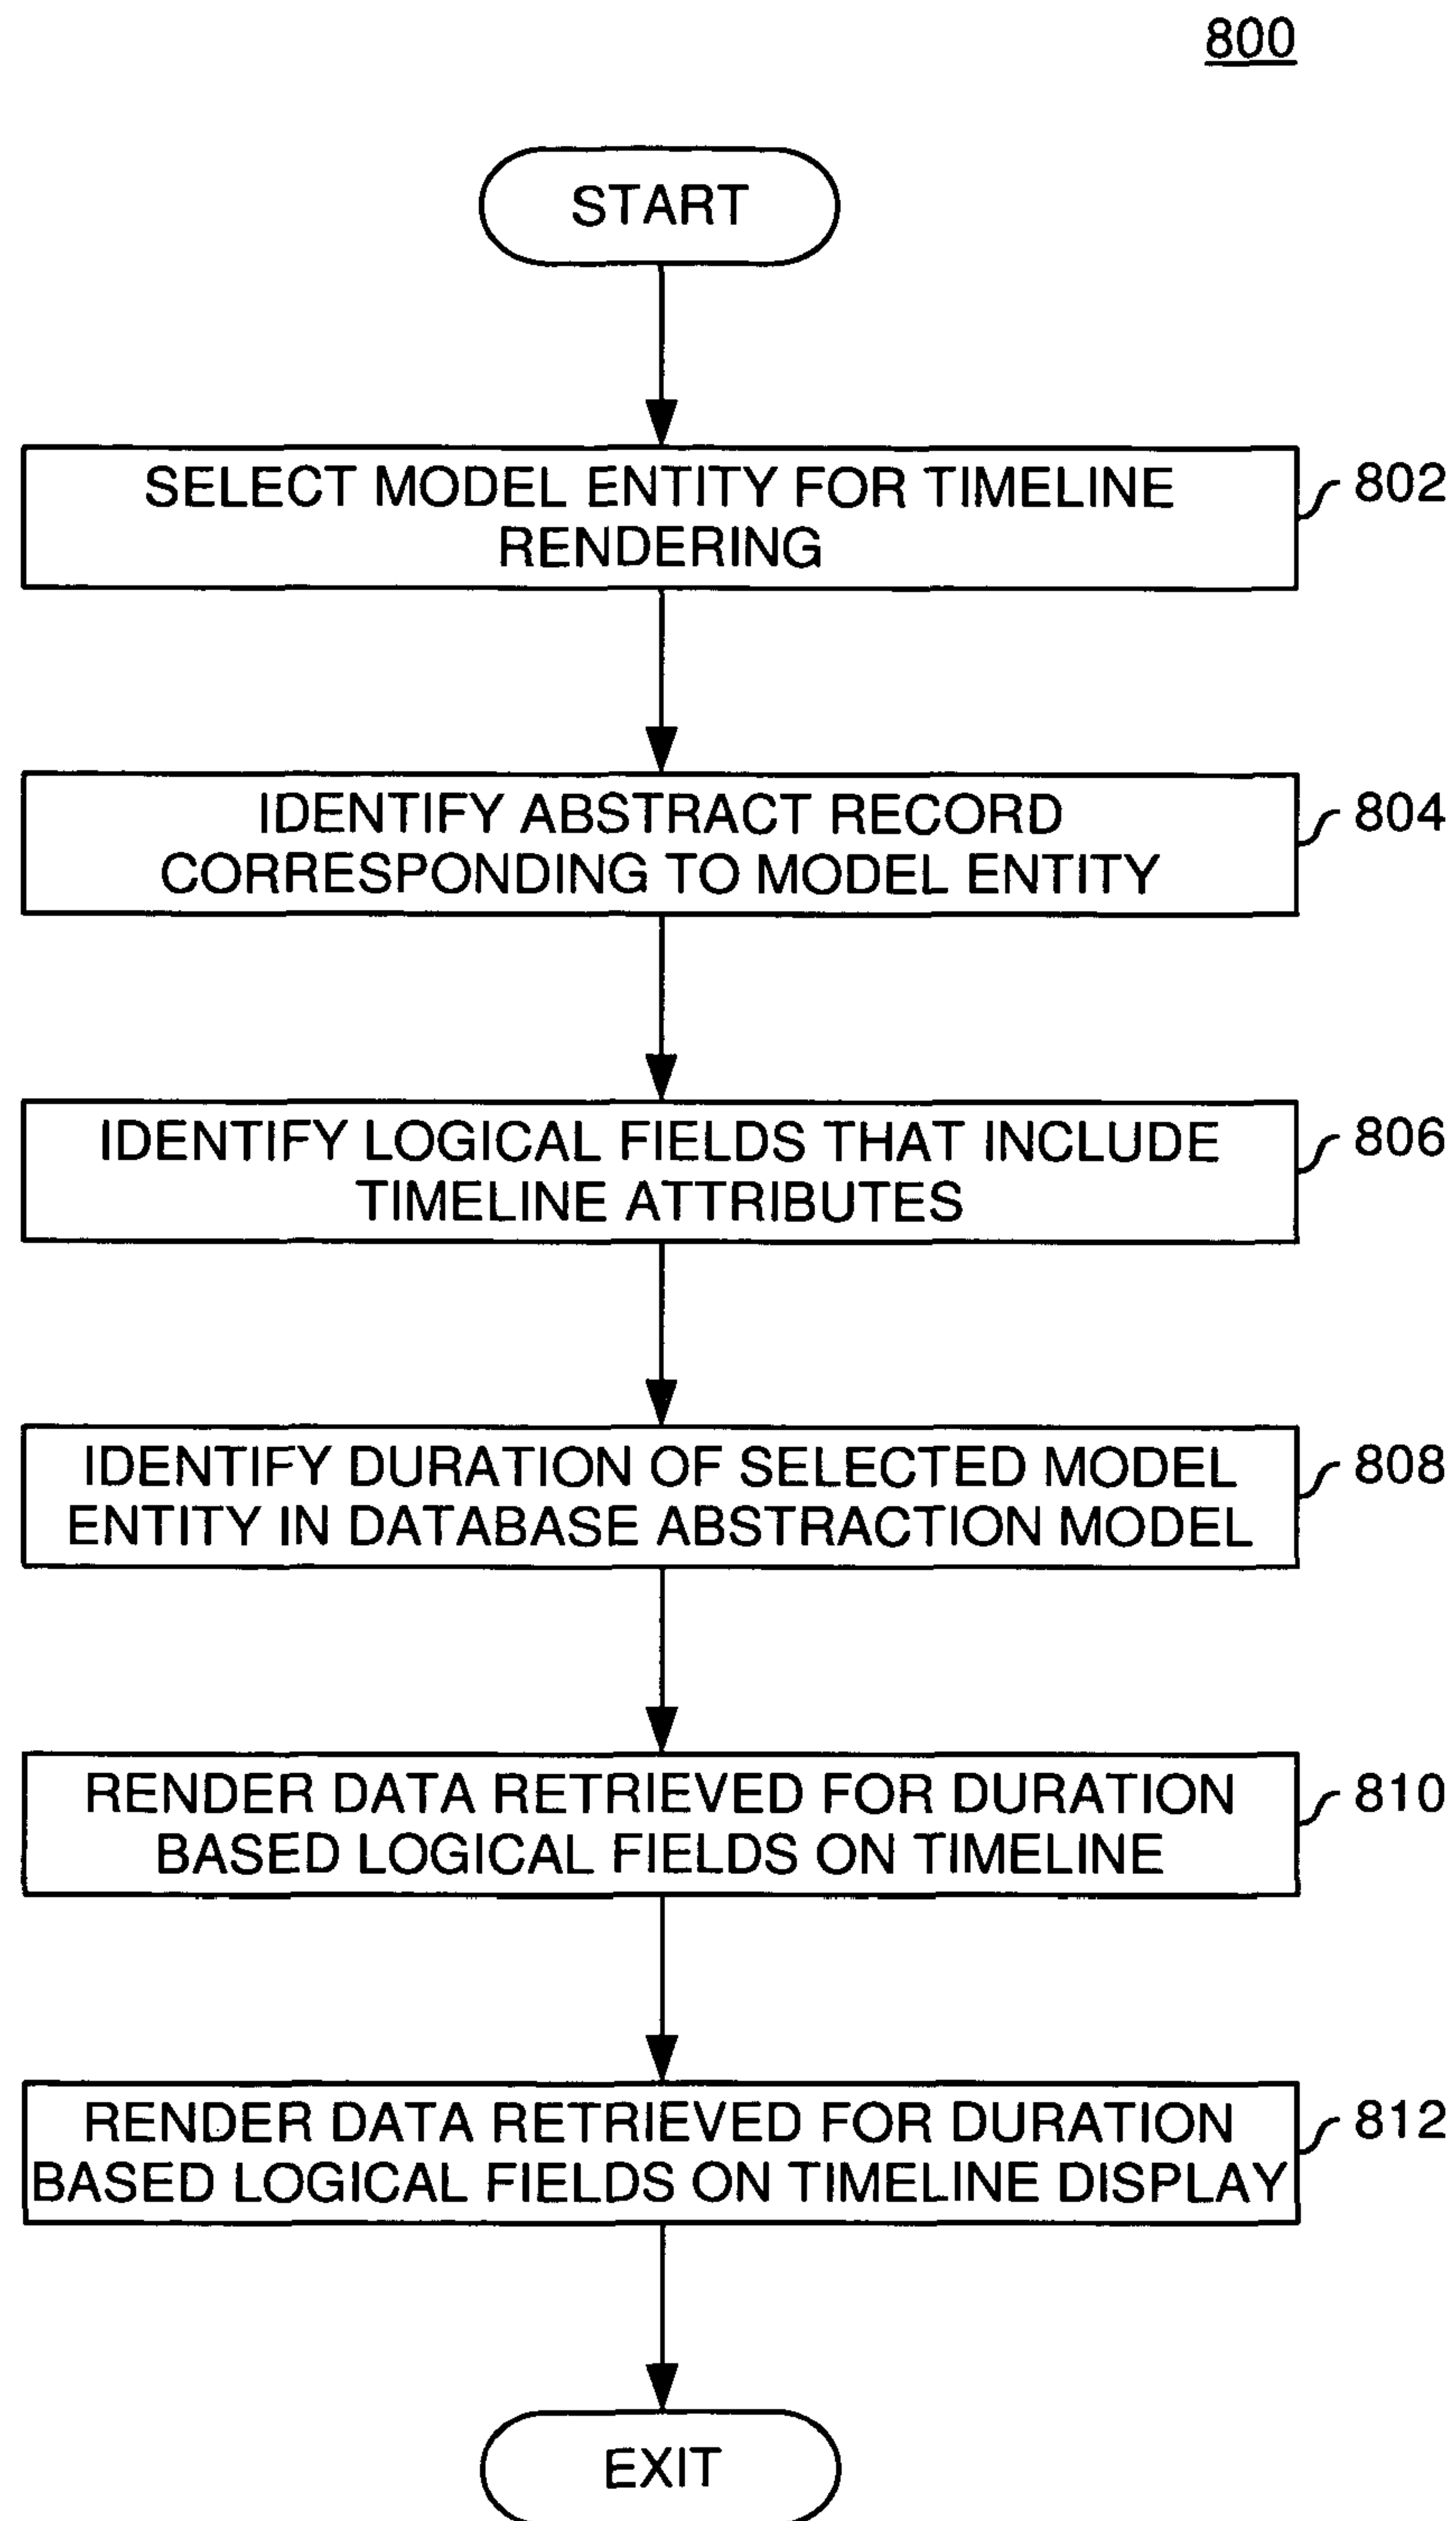 800
START
SELECT MODEL ENTITY FOR TIMELINE
RENDERING
802
IDENTIFY ABSTRACT RECORD
CORRESPONDING TO MODEL ENTITY
804
IDENTIFY LOGICAL FIELDS THAT INCLUDE
TIMELINE ATTRIBUTES
806
IDENTIFY DURATION OF SELECTED MODEL
ENTITY IN DATABASE ABSTRACTION MODEL
808
RENDER DATA RETRIEVED FOR DURATION
BASED LOGICAL FIELDS ON TIMELINE
810
RENDER DATA RETRIEVED FOR DURATION
BASED LOGICAL FIELDS ON TIMELINE DISPLAY
812
EXIT